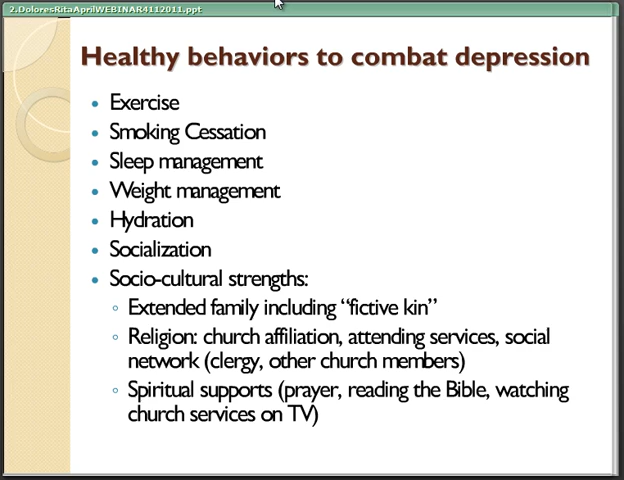 2.DoloresRitaAprilWEBINAR4112011.ppt
Healthy behaviors to combat depression
• Exercise
• Smoking Cessation
• Sleep management
• Weight management
• Hydration
• Socialization
• Socio-cultural strengths:
◦ Extended family including “fictive kin”
◦ Religion: church affiliation, attending services, social
network (clergy, other church members)
◦ Spiritual supports (prayer, reading the Bible, watching
church services on TV)